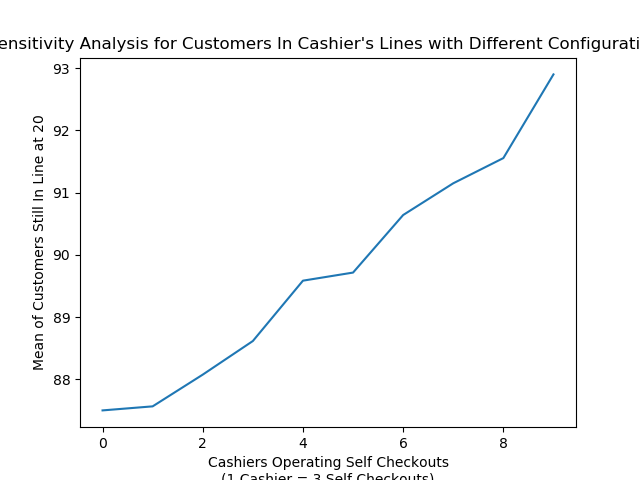 ensitivity Analysis for Customers In Cashier's Lines with Different Configurati
93
92
91
90
89
88
Mean of Customers Still In Line at 20
0 2 4 6 8
Cashiers Operating Self Checkouts
(1 Cashier = 3 Self Checkouts)